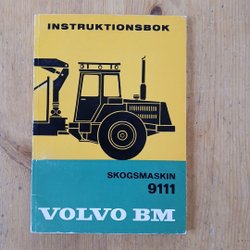 INSTRUKTIONSBOK
SKOGSMASKIN
9111
VOLVO BM